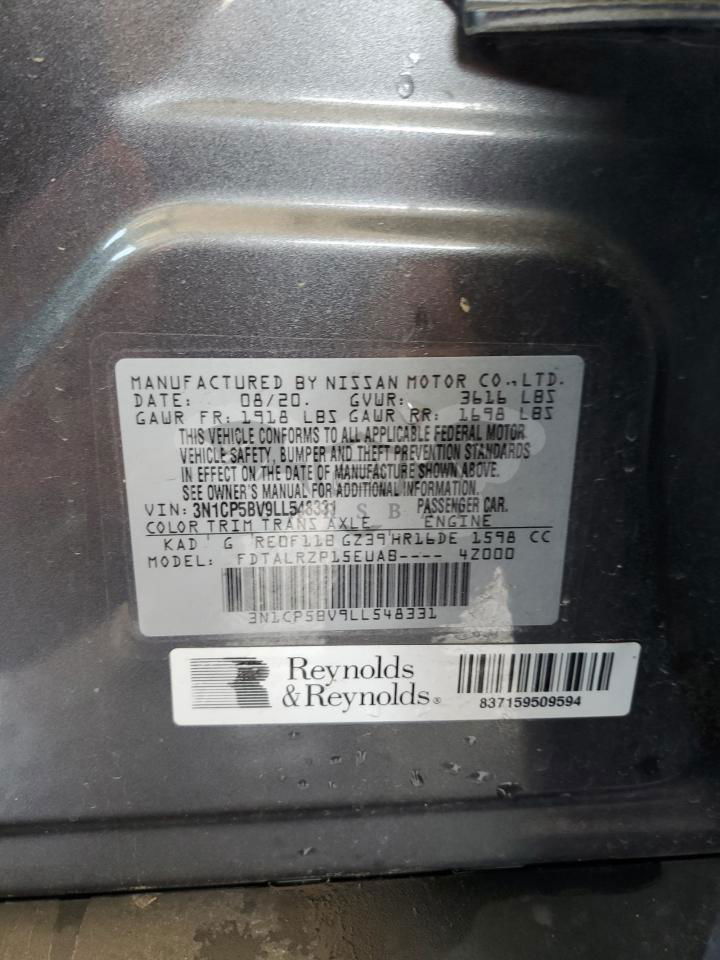 MANUFACTURED BY NISSAN MOTOR CO., LTD.
DATE: 08/20. GVWR: 3616 LBS
GAWR FR: 1918 LBS GAWR RR: 1698 LBS
THIS VEHICLE CONFORMS TO ALL APPLICABLE FEDERAL MOTOR
VEHICLE SAFETY, BUMPER AND THEFT PREVENTION STANDARDS
IN EFFECT ON THE DATE OF MANUFACTURE SHOWN ABOVE.
SEE OWNER'S MANUAL FOR ADDITIONAL INFORMATION.
VIN: 3N1CP5BV9LL548331 PASSENGER CAR.
COLOR TRIM TRANS AXLE ENGINE
KAD G RE0F11B GZ39 HR16DE 1598 CC
MODEL: FDTALRZP15EUAB---- 4Z000
3N1CP5BV9LL548331
Reynolds
&Reynolds®
837159509594